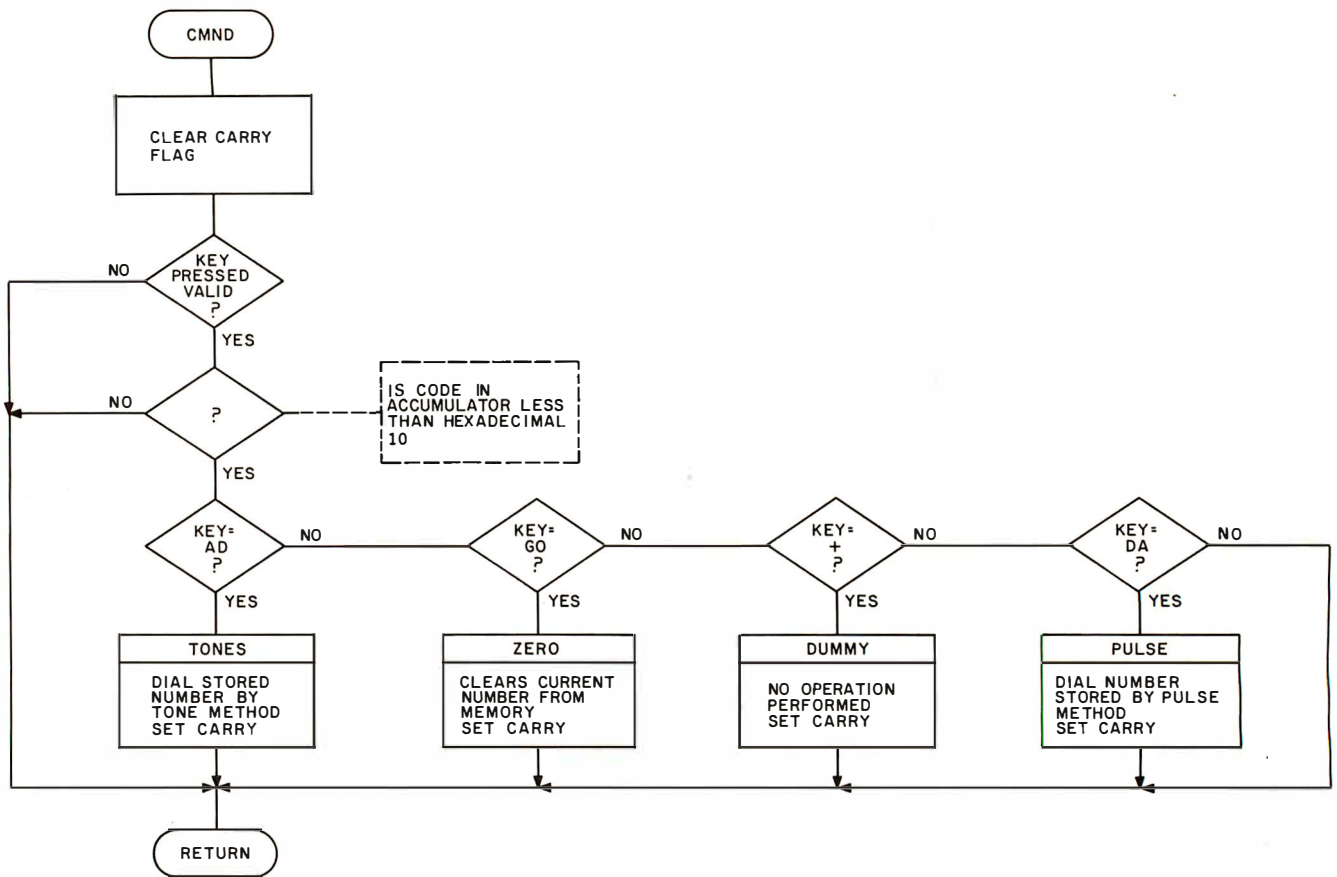 CMND
CLEAR CARRY
FLAG
KEY
PRESSED
VALID
?
NO
YES
?
NO
YES
IS CODE IN
ACCUMULATOR LESS
THAN HEXADECIMAL
10
KEY=
AD
?
NO
YES
KEY=
GO
?
NO
YES
KEY=
+
?
NO
YES
KEY=
DA
?
NO
YES
TONES
DIAL STORED
NUMBER BY
TONE METHOD
SET CARRY
ZERO
CLEARS CURRENT
NUMBER FROM
MEMORY
SET CARRY
DUMMY
NO OPERATION
PERFORMED
SET CARRY
PULSE
DIAL NUMBER
STORED BY PULSE
METHOD
SET CARRY
RETURN